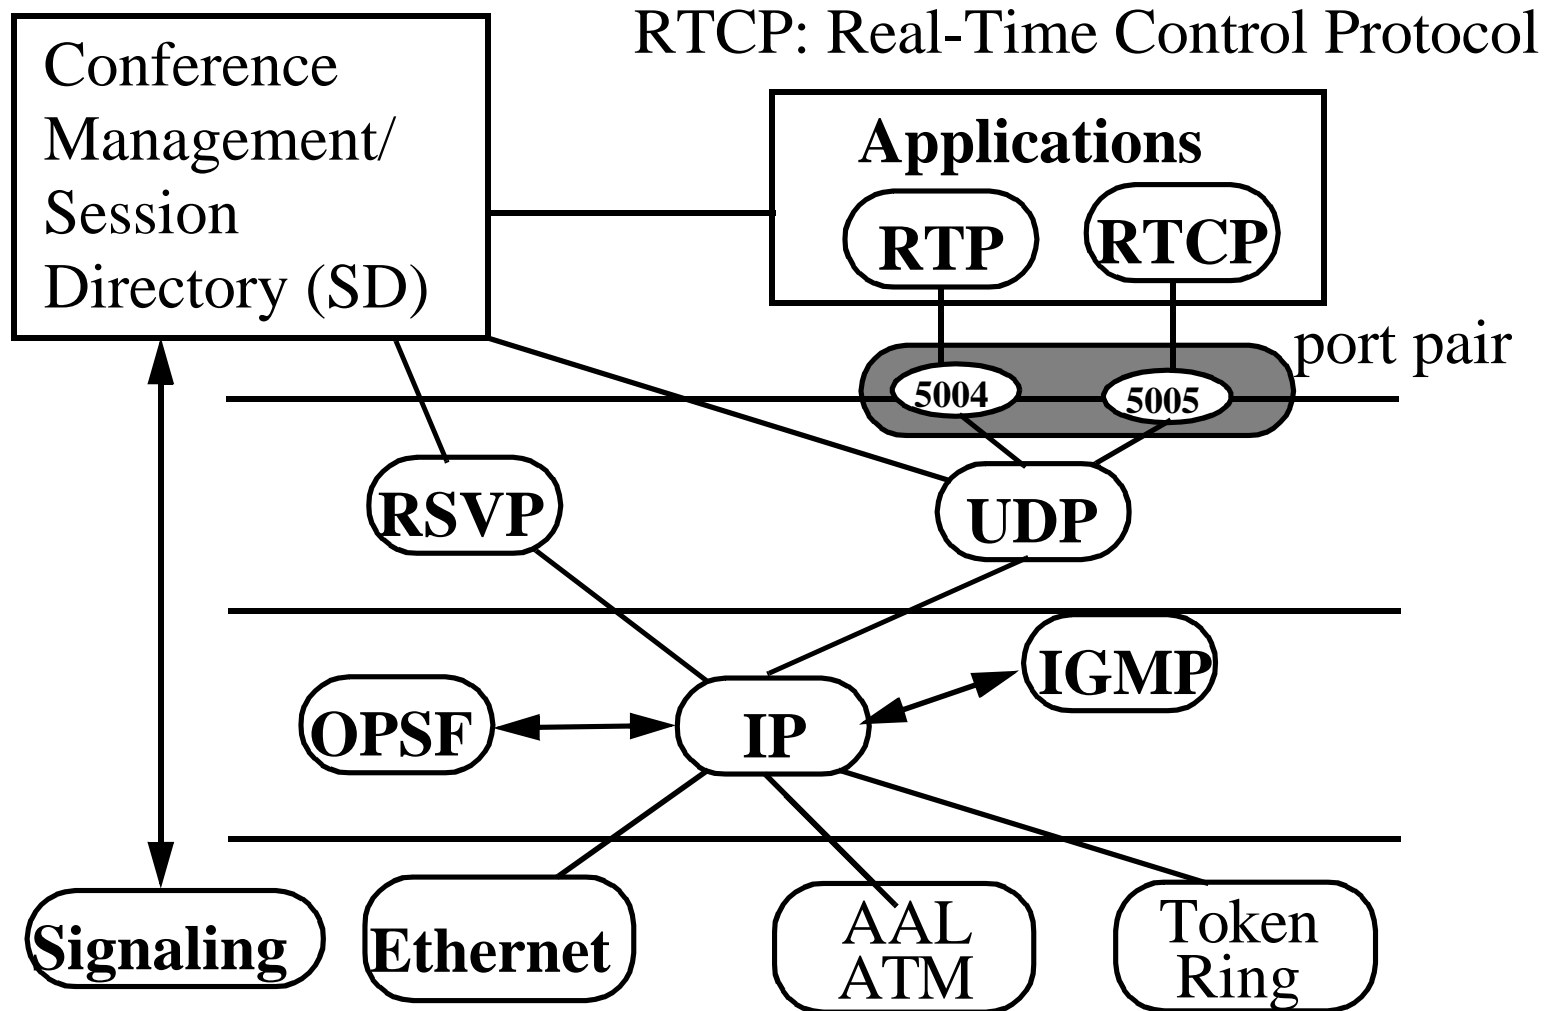 RTCP: Real-Time Control Protocol
Conference
Management/
Session
Directory (SD)
Applications
RTP
RTCP
port pair
5004
5005
RSVP
UDP
IGMP
OPSF
IP
Signaling
Ethernet
AAL
ATM
Token
Ring